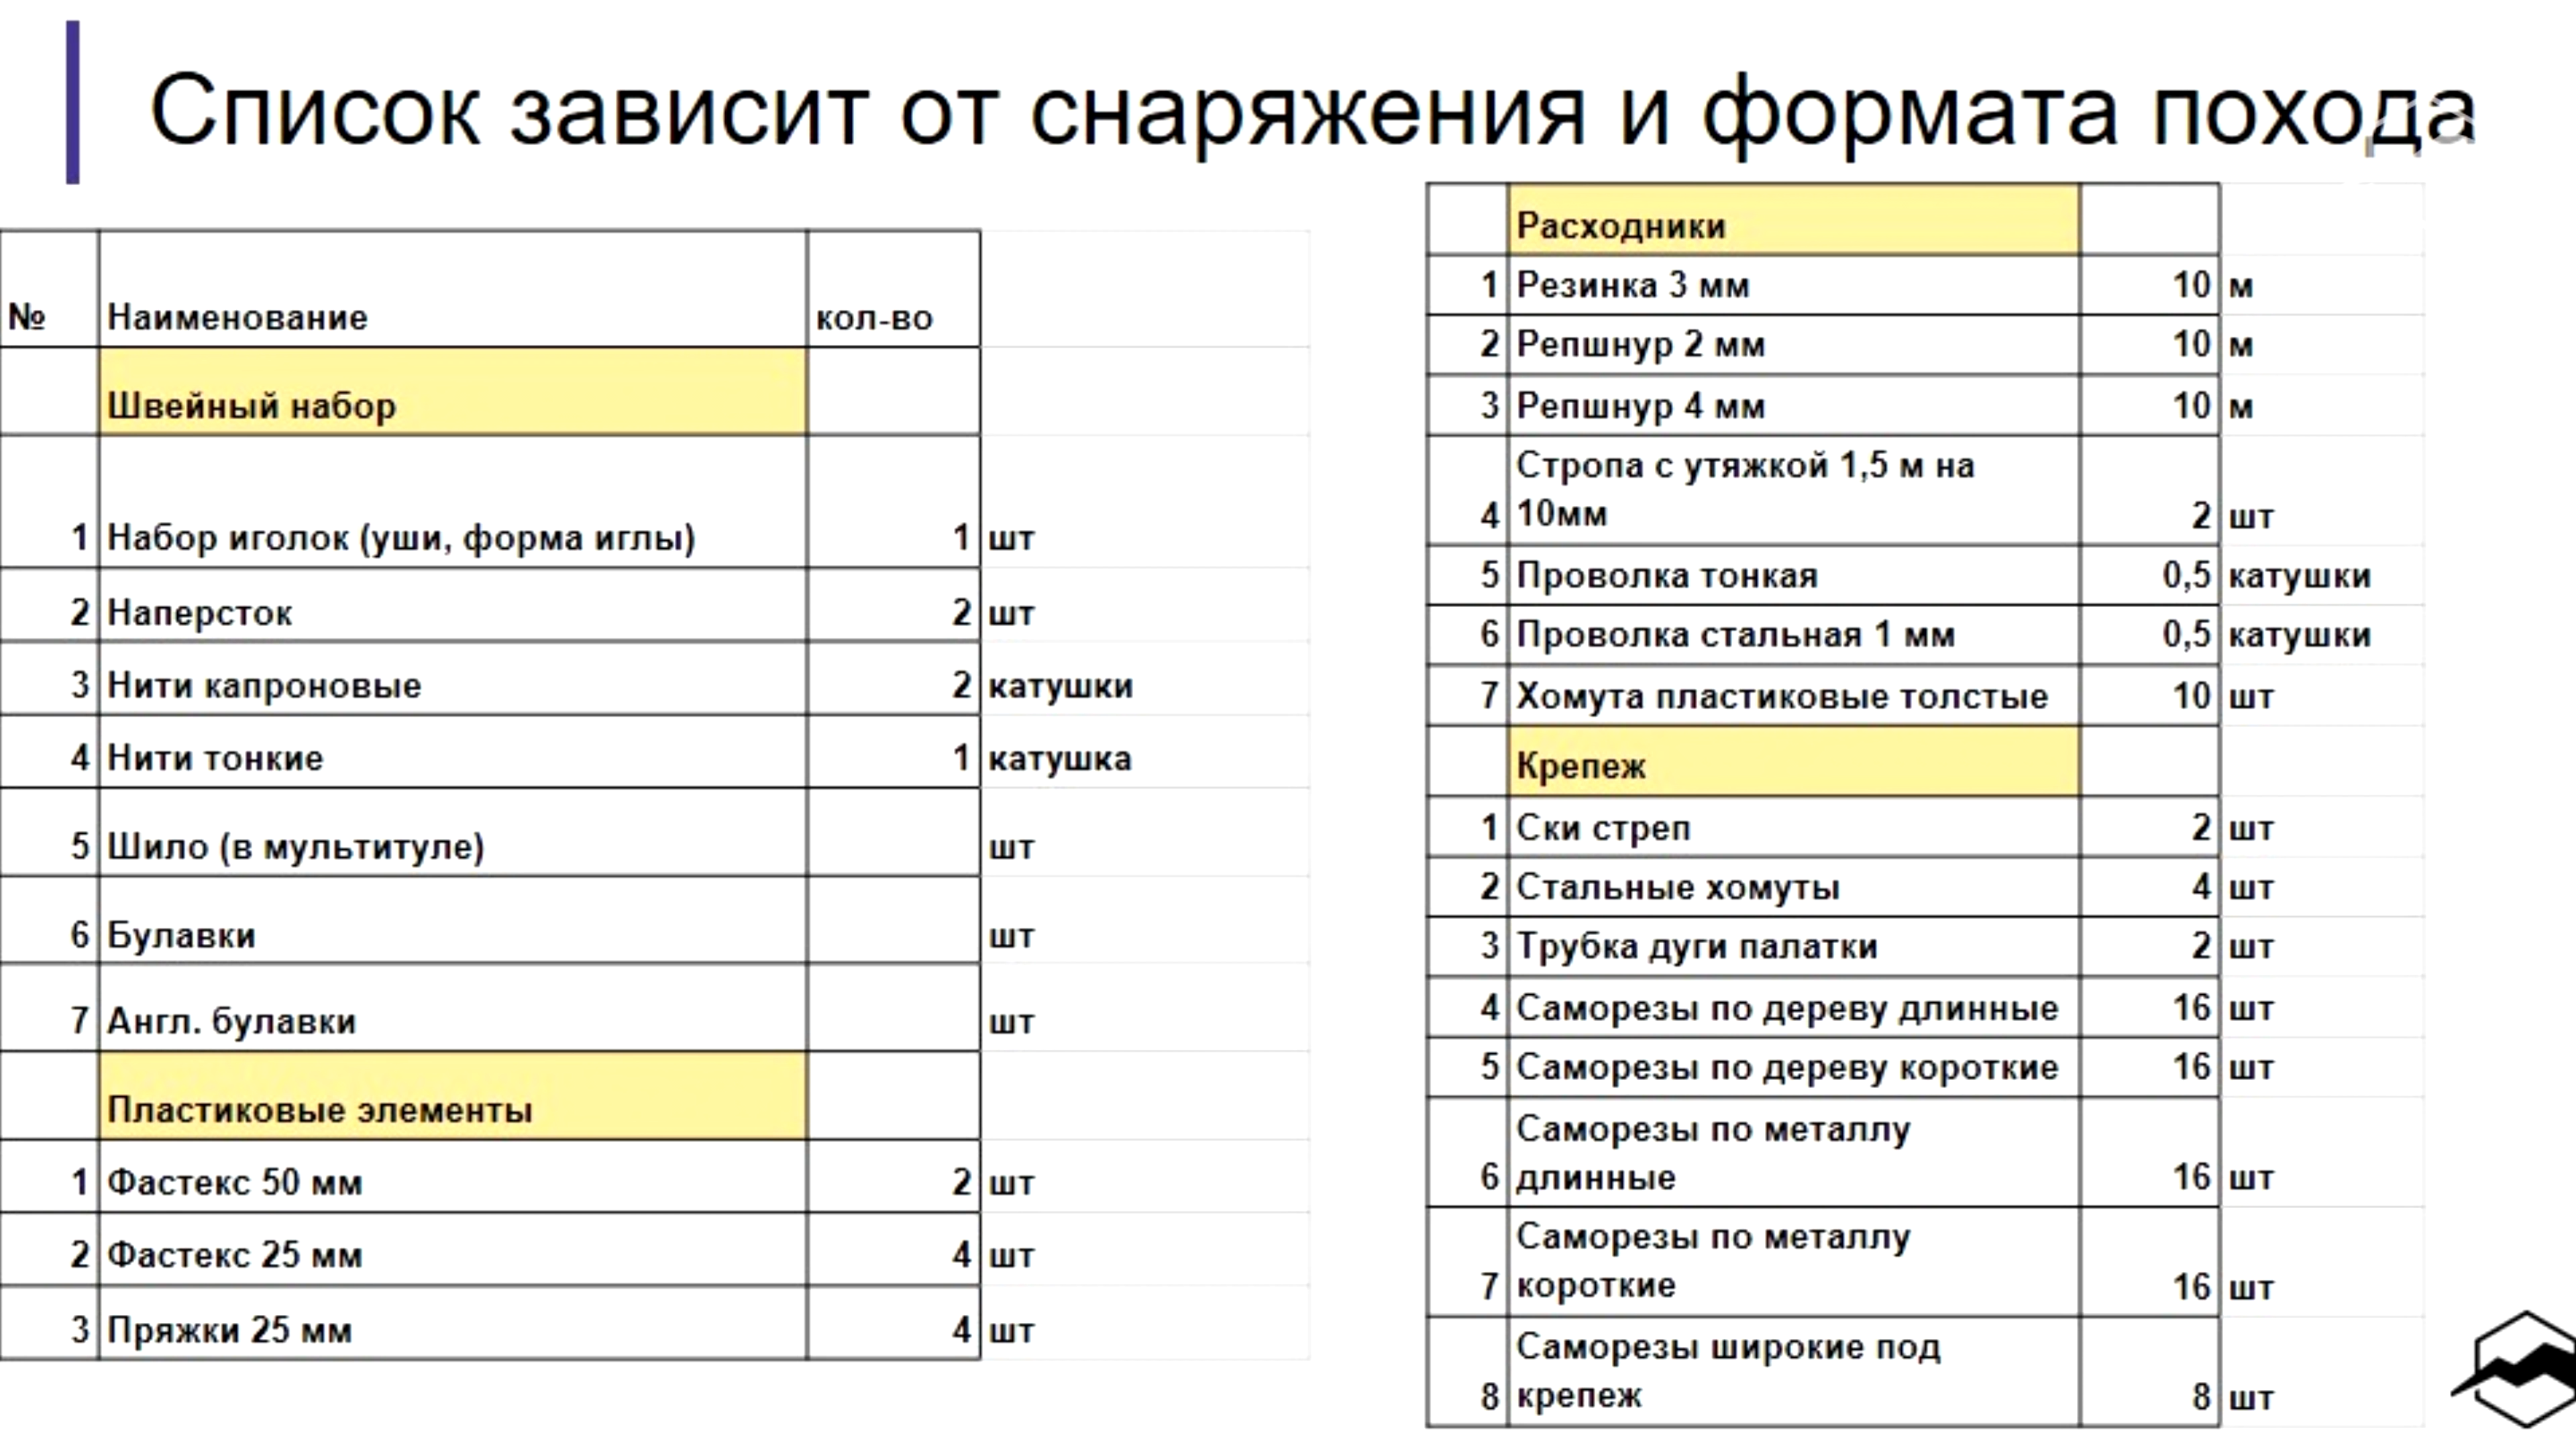 Список зависит от снаряжения и формата похода
№ Наименование кол-во
Швейный набор
1 Набор иголок (уши, форма иглы) 1 шт
2 Наперсток 2 шт
3 Нити капроновые 2 катушки
4 Нити тонкие 1 катушка
5 Шило (в мультитуле) шт
6 Булавки шт
7 Англ. булавки шт
Пластиковые элементы
1 Фастекс 50 мм 2 шт
2 Фастекс 25 мм 4 шт
3 Пряжки 25 мм 4 шт
Расходники
1 Резинка 3 мм 10 м
2 Репшнур 2 мм 10 м
3 Репшнур 4 мм 10 м
Стропа с утяжкой 1,5 м на
4 10мм 2 шт
5 Проволка тонкая 0,5 катушки
6 Проволка стальная 1 мм 0,5 катушки
7 Хомута пластиковые толстые 10 шт
Крепеж
1 Ски стреп 2 шт
2 Стальные хомуты 4 шт
3 Трубка дуги палатки 2 шт
4 Саморезы по дереву длинные 16 шт
5 Саморезы по дереву короткие 16 шт
Саморезы по металлу
6 длинные 16 шт
Саморезы по металлу
7 короткие 16 шт
Саморезы широкие под
8 крепеж 8 шт